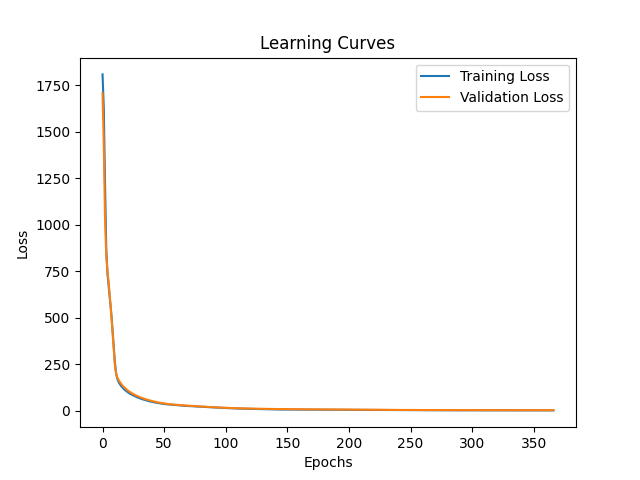 Learning Curves
Training Loss
Validation Loss
1750
1500
1250
1000
750
500
250
0
Loss
0 50 100 150 200 250 300 350
Epochs